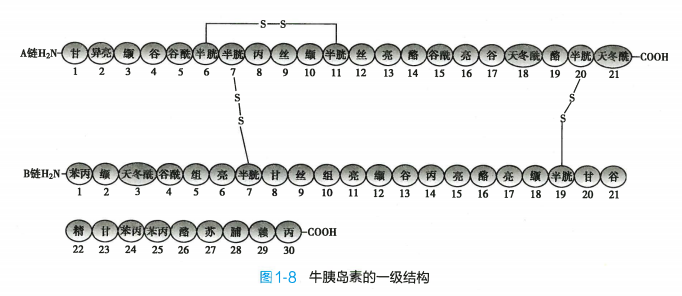 S—S
A链H₂N-甘 异亮 缬 谷 谷酰 半胱 半胱 丙 丝 缬 半胱 丝 亮 酪 谷酰 亮 谷 天冬酰 酪 半胱 天冬酰-COOH
1 2 3 4 5 6 7 8 9 10 11 12 13 14 15 16 17 18 19 20 21
S S
S S
B链H₂N-苯丙 缬 天冬酰 谷酰 组 亮 半胱 甘 丝 组 亮 缬 谷 丙 亮 酪 亮 缬 半胱 甘 谷
1 2 3 4 5 6 7 8 9 10 11 12 13 14 15 16 17 18 19 20 21
精 甘 苯丙 苯丙 酪 苏 脯 赖 丙-COOH
22 23 24 25 26 27 28 29 30
图1-8 牛胰岛素的一级结构